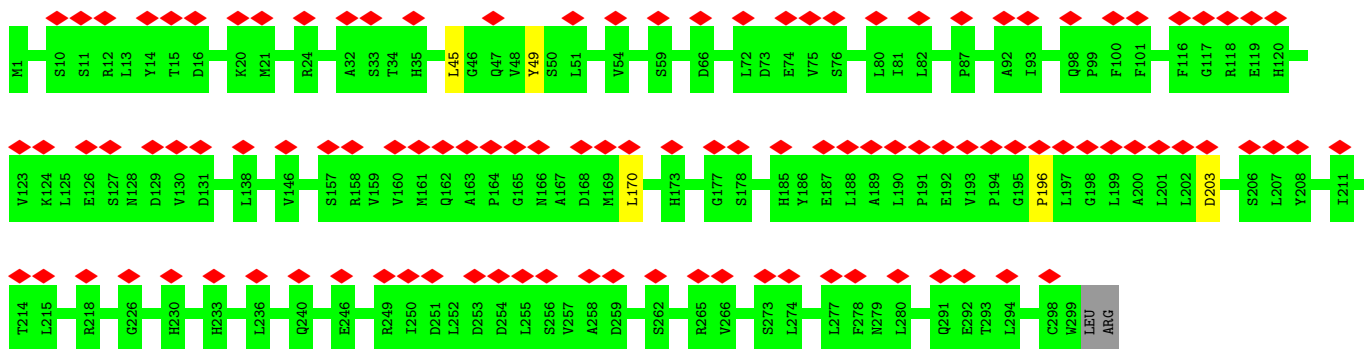 M1 S10 S11 R12 L13 Y14 T15 D16 K20 M21 R24 A32 S33 T34 H35 L45 G46 Q47 V48 Y49 S50 L51 V54 S59 D66 L72 D73 E74 V75 S76 L80 I81 L82 P87 A92 I93 Q98 P99 F100 F101 F116 G117 R118 E119 H120
V123 K124 L125 E126 S127 N128 D129 V130 D131 L138 V146 S157 R158 V159 V160 M161 Q162 A163 P164 G165 N166 A167 D168 M169 L170 H173 G177 S178 H185 Y186 E187 L188 A189 L190 P191 E192 V193 P194 G195 P196 L197 G198 L199 A200 L201 L202 D203 S206 L207 Y208 I211
T214 L215 R218 G226 H230 H233 L236 Q240 E246 R249 I250 D251 L252 D253 D254 L255 S256 V257 A258 D259 S262 R265 V266 S273 L274 L277 F278 N279 L280 Q291 E292 T293 L294 C298 W299 LEU ARG